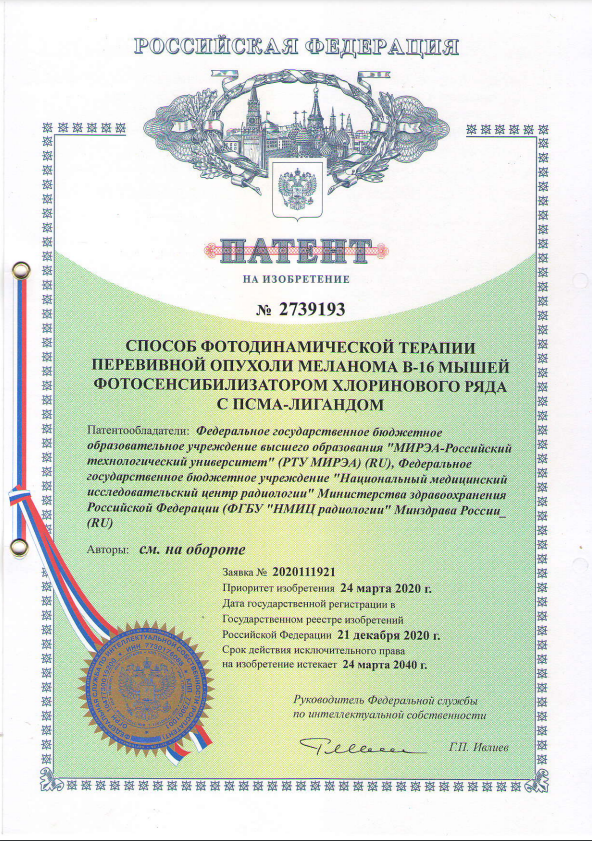 РОССИЙСКАЯ ФЕДЕРАЦИЯ
ПАТЕНТ
НА ИЗОБРЕТЕНИЕ
№ 2739193
СПОСОБ ФОТОДИНАМИЧЕСКОЙ ТЕРАПИИ
ПЕРЕВИВНОЙ ОПУХОЛИ МЕЛАНОМА В-16 МЫШЕЙ
ФОТОСЕНСИБИЛИЗАТОРОМ ХЛОРИНОВОГО РЯДА
С ПСМА-ЛИГАНДОМ
Патентообладатели: Федеральное государственное бюджетное
образовательное учреждение высшего образования "МИРЭА-Российский
технологический университет" (РТУ МИРЭА) (RU), Федеральное
государственное бюджетное учреждение "Национальный медицинский
исследовательский центр радиологии" Министерства здравоохранения
Российской Федерации (ФГБУ "НМИЦ радиологии" Минздрава России_
(RU)
Авторы: см. на обороте
Заявка № 2020111921
Приоритет изобретения 24 марта 2020 г.
Дата государственной регистрации в
Государственном реестре изобретений
Российской Федерации 21 декабря 2020 г.
Срок действия исключительного права
на изобретение истекает 24 марта 2040 г.
Руководитель Федеральной службы
по интеллектуальной собственности
Г.П. Ивлиев